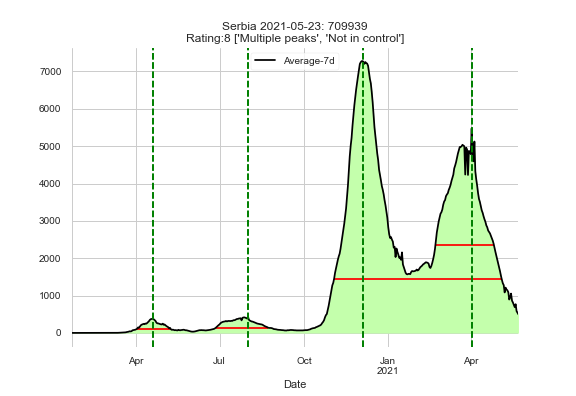 Serbia 2021-05-23: 709939
Rating:8 ['Multiple peaks', 'Not in control']
Average-7d
7000
6000
5000
4000
3000
2000
1000
0
Apr
Jul
Oct
Jan
2021
Apr
Date